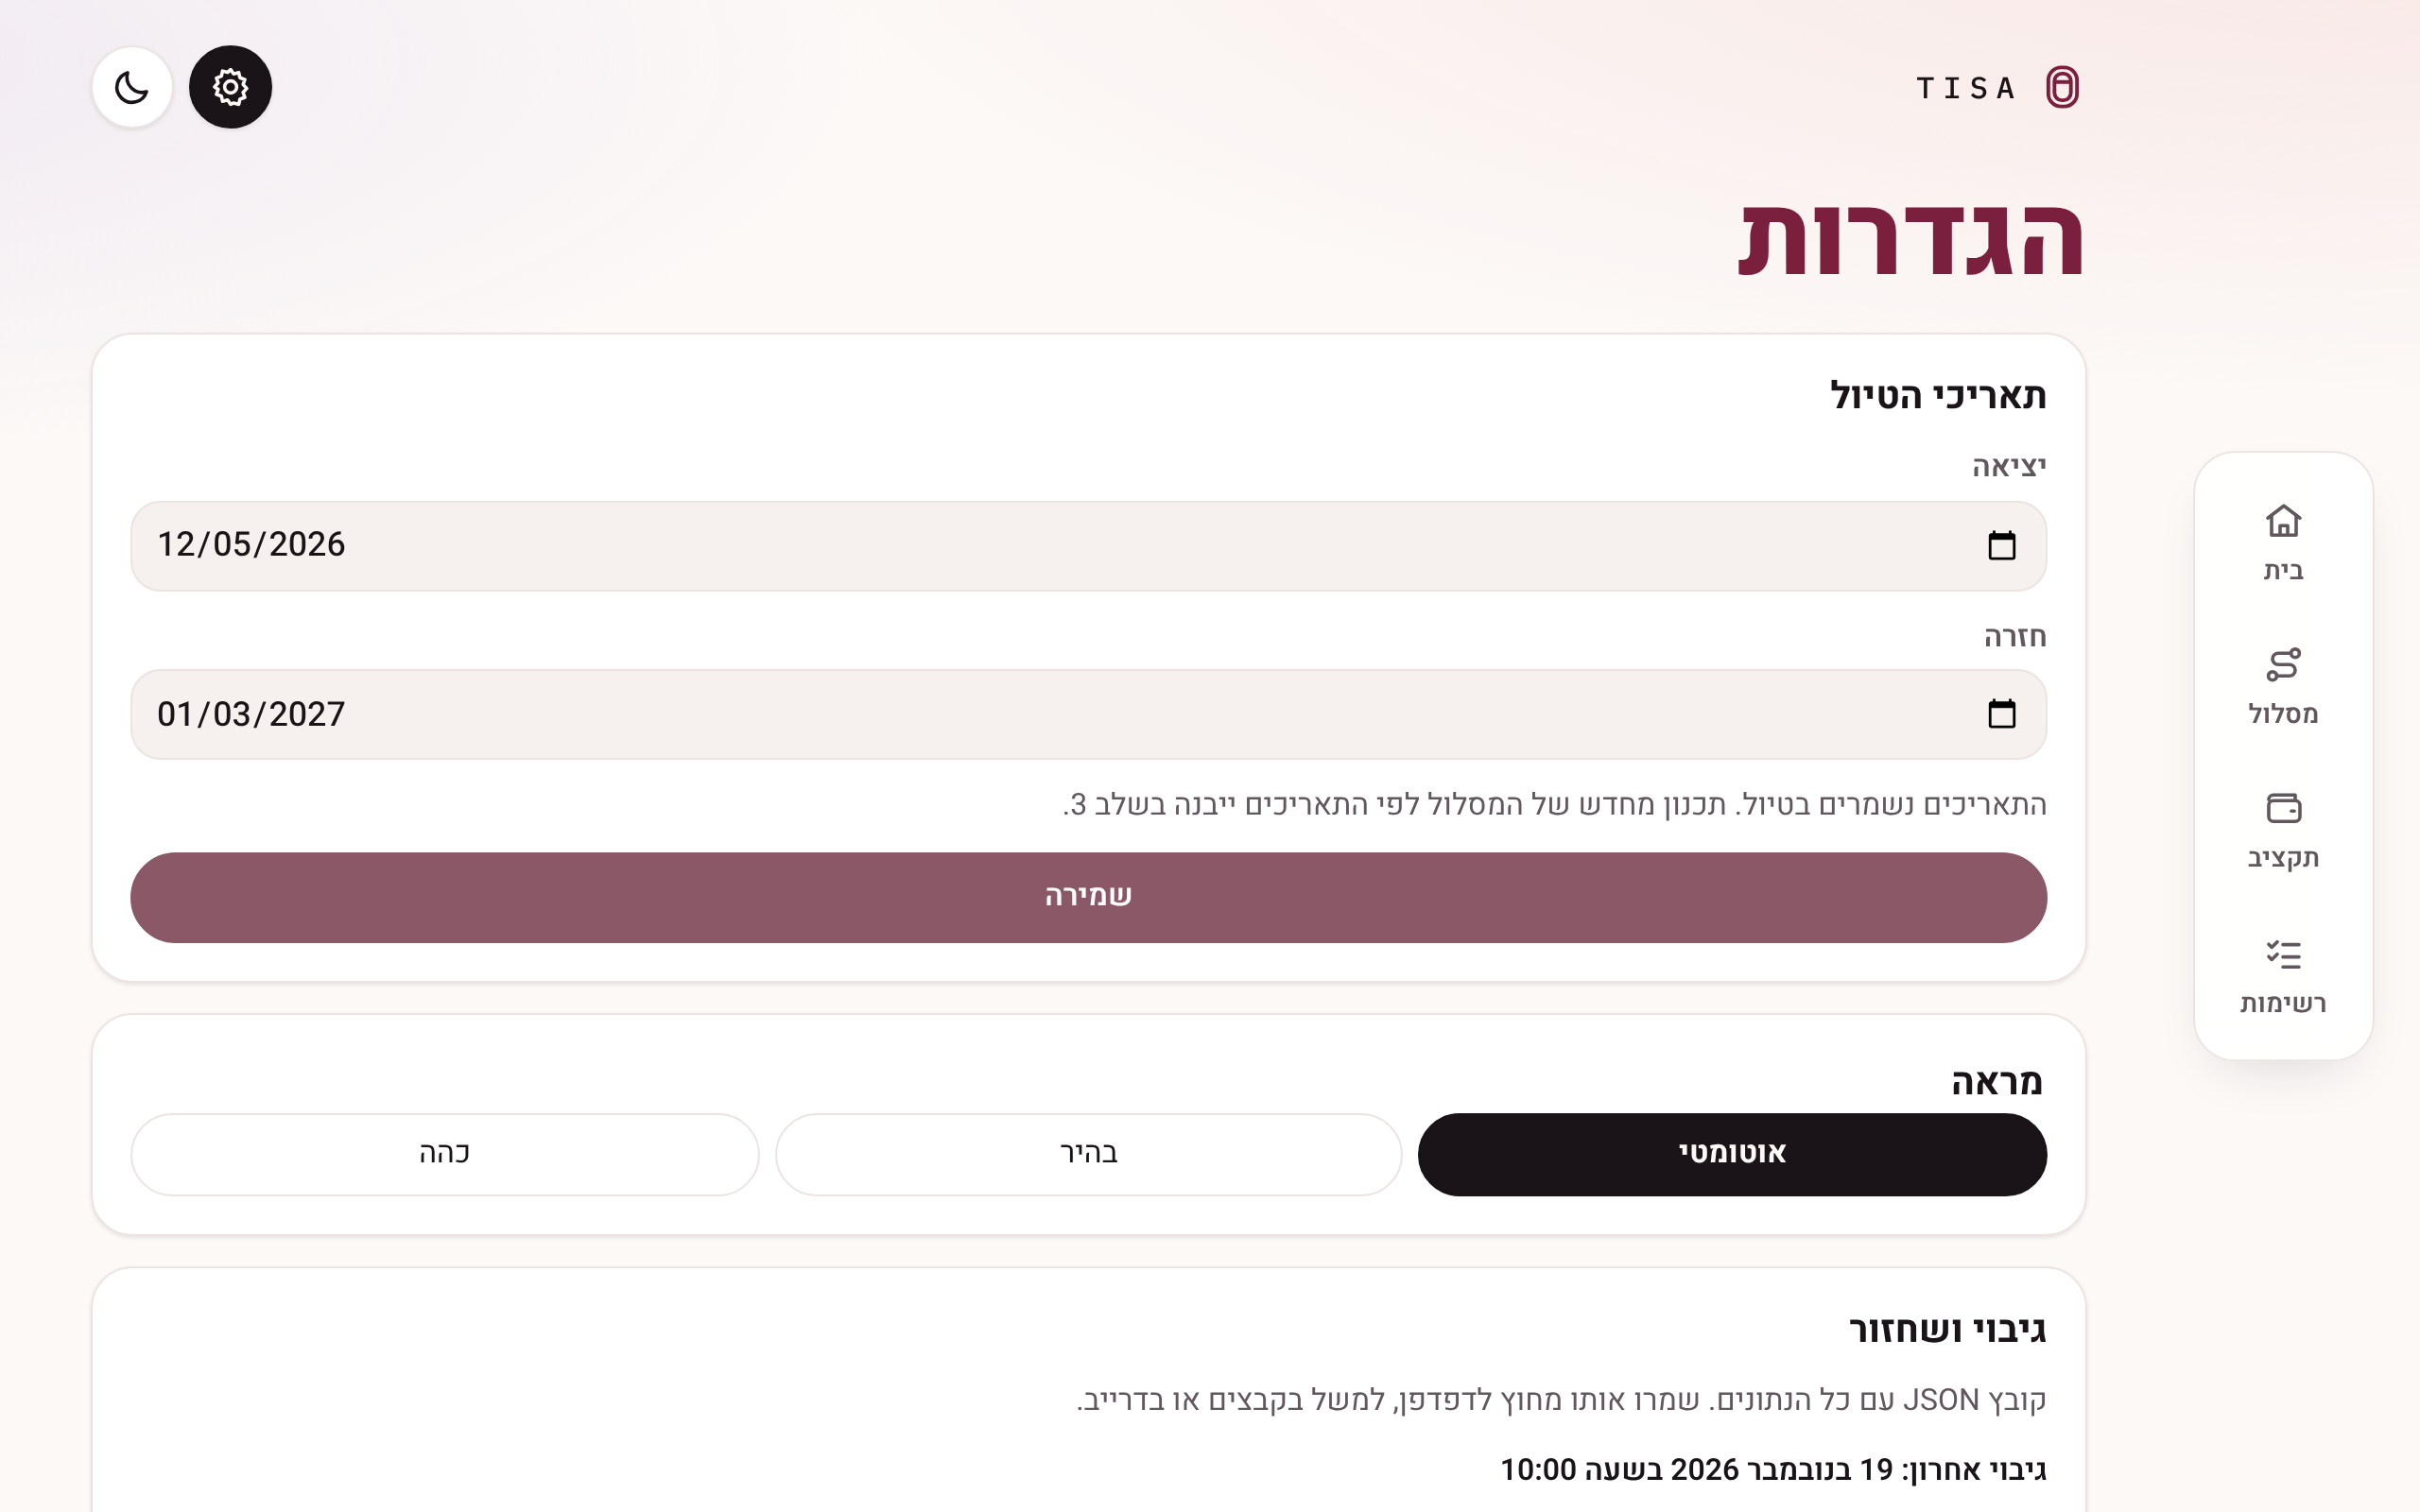 TISA
הגדרות
תאריכי הטיול
יציאה
12/05/2026
חזרה
01/03/2027
התאריכים נשמרים בטיול. תכנון מחדש של המסלול לפי התאריכים ייבנה בשלב 3.
שמירה
מראה
אוטומטי
בהיר
כהה
גיבוי ושחזור
קובץ JSON עם כל הנתונים. שמרו אותו מחוץ לדפדפן, למשל בקבצים או בדרייב.
גיבוי אחרון: 19 בנובמבר 2026 בשעה 10:00
בית
מסלול
תקציב
רשימות